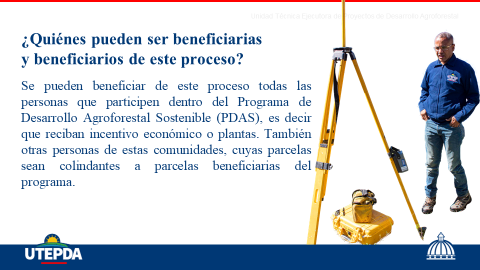 Unidad Técnica Ejecutora de Proyectos de Desarrollo Agroforestal
¿Quiénes pueden ser beneficiarias
y beneficiarios de este proceso?
Se pueden beneficiar de este proceso todas las
personas que participen dentro del Programa de
Desarrollo Agroforestal Sostenible (PDAS), es decir
que reciban incentivo económico o plantas. También
otras personas de estas comunidades, cuyas parcelas
sean colindantes a parcelas beneficiarias del
programa.
UTEPDA